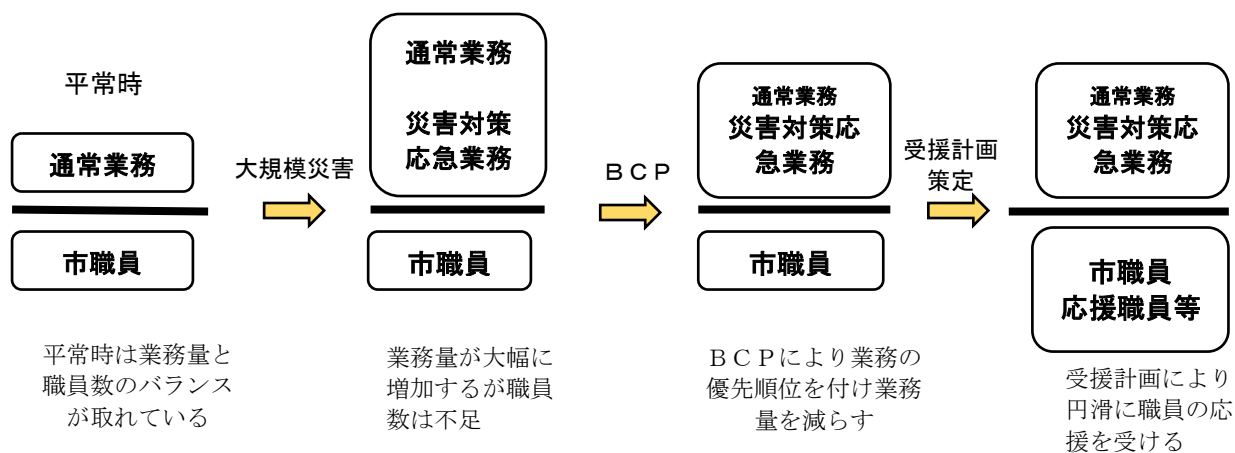 平常時
通常業務
市職員
平常時は業務量と
職員数のバランス
が取れている
大規模災害
通常業務
災害対策
応急業務
市職員
業務量が大幅に
増加するが職員
数は不足
ＢＣＰ
通常業務
災害対策応
急業務
市職員
ＢＣＰにより業務の
優先順位を付け業務
量を減らす
受援計画
策定
通常業務
災害対策応
急業務
市職員
応援職員等
受援計画により
円滑に職員の応
援を受ける